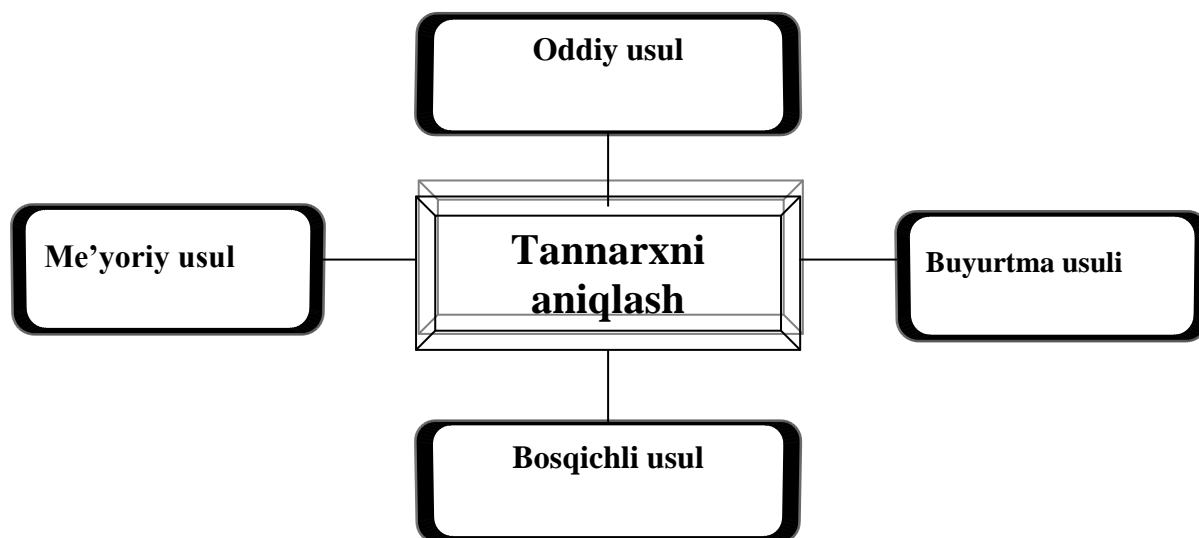 Oddiy usul
Me’yoriy usul
Tannarxni
aniqlash
Buyurtma usuli
Bosqichli usul